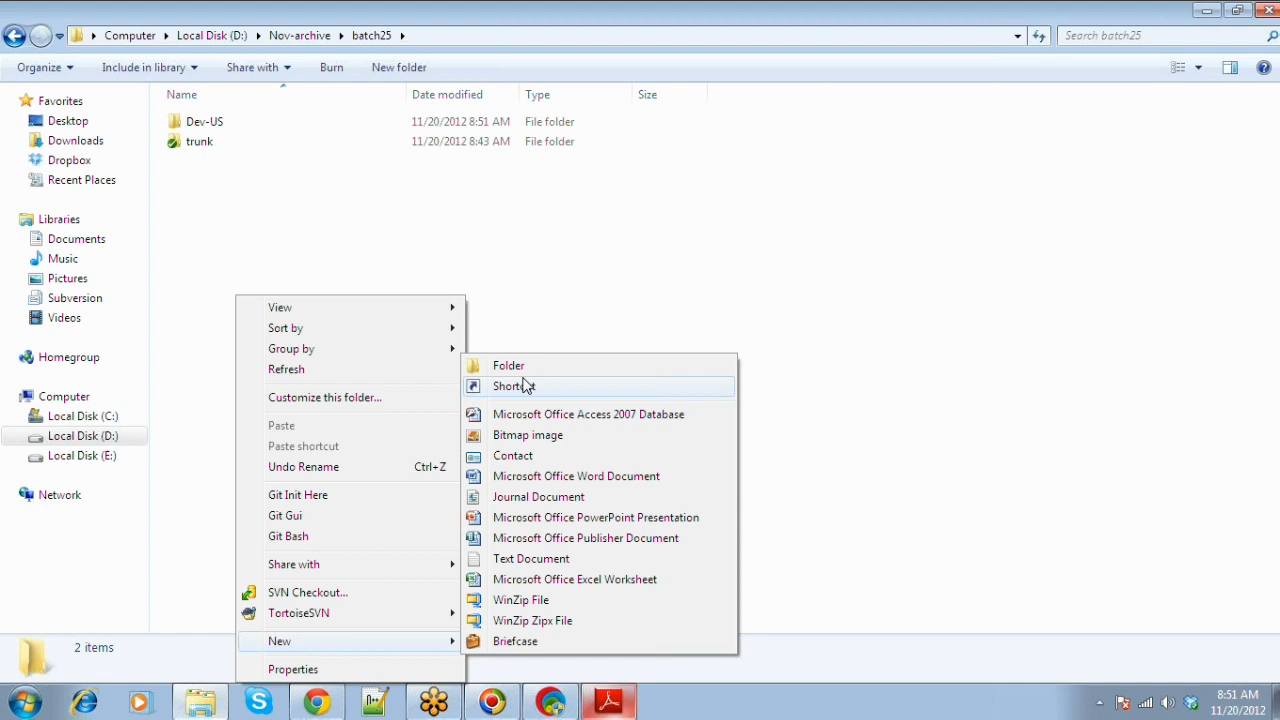 Computer Local Disk (D:) Nov-archive batch25 Search batch25
Organize Include in library Share with Burn New folder
Name Date modified Type Size
Dev-US 11/20/2012 8:51 AM File folder
trunk 11/20/2012 8:43 AM File folder
Favorites
Desktop
Downloads
Dropbox
Recent Places
Libraries
Documents
Music
Pictures
Subversion
Videos
Homegroup
Computer
Local Disk (C:)
Local Disk (D:)
Local Disk (E:)
Network
View
Sort by
Group by
Refresh
Customize this folder...
Paste
Paste shortcut
Undo Rename Ctrl+Z
Git Init Here
Git Gui
Git Bash
Share with
SVN Checkout...
TortoiseSVN
New
Properties
Folder
Shortcut
Microsoft Office Access 2007 Database
Bitmap image
Contact
Microsoft Office Word Document
Journal Document
Microsoft Office PowerPoint Presentation
Microsoft Office Publisher Document
Text Document
Microsoft Office Excel Worksheet
WinZip File
WinZip Zipx File
Briefcase
2 items
8:51 AM
11/20/2012